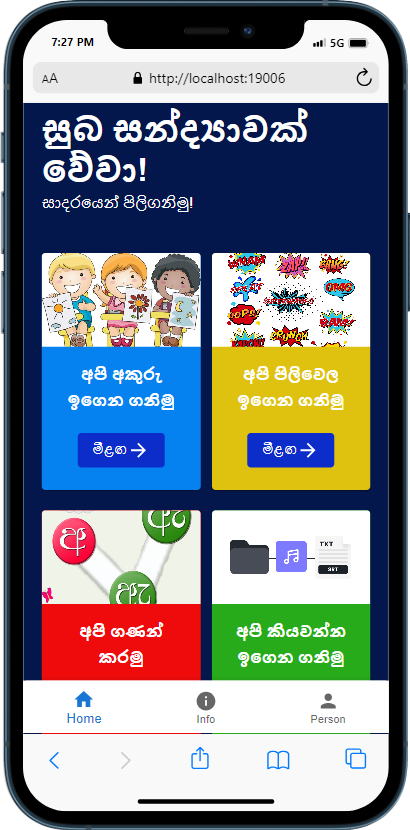 7:27 PM
5G
AA
http://localhost:19006
සුබ සන්ද්‍යාවක්
වේවා!
සාදරයෙන් පිලිගනිමු!
අපි අකුරු
ඉගෙන ගනිමු
මීළඟ
අපි පිලිවෙල
ඉගෙන ගනිමු
මීළඟ
අ
ඇ
ඈ
TXT
SRT
අපි ගණන්
කරමු
අපි කියවන්න
ඉගෙන ගනිමු
Home
Info
Person